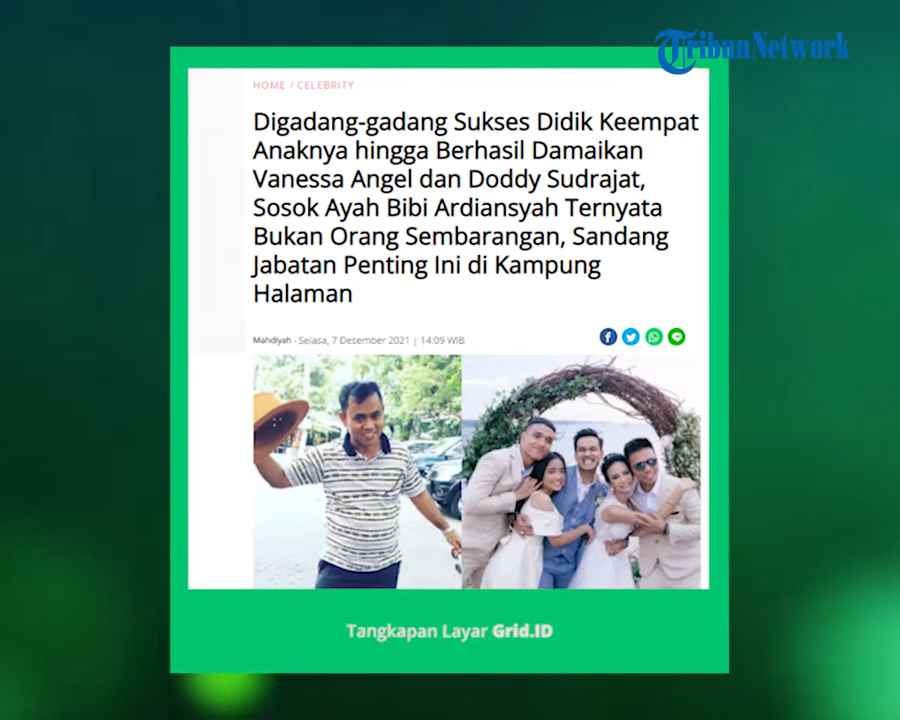 TribunNetwork
HOME / CELEBRITY
Digadang-gadang Sukses Didik Keempat
Anaknya hingga Berhasil Damaikan
Vanessa Angel dan Doddy Sudrajat,
Sosok Ayah Bibi Ardiansyah Ternyata
Bukan Orang Sembarangan, Sandang
Jabatan Penting Ini di Kampung
Halaman
Mahdiyah - Selasa, 7 Desember 2021 | 14:09 WIB
Tangkapan Layar Grid.ID